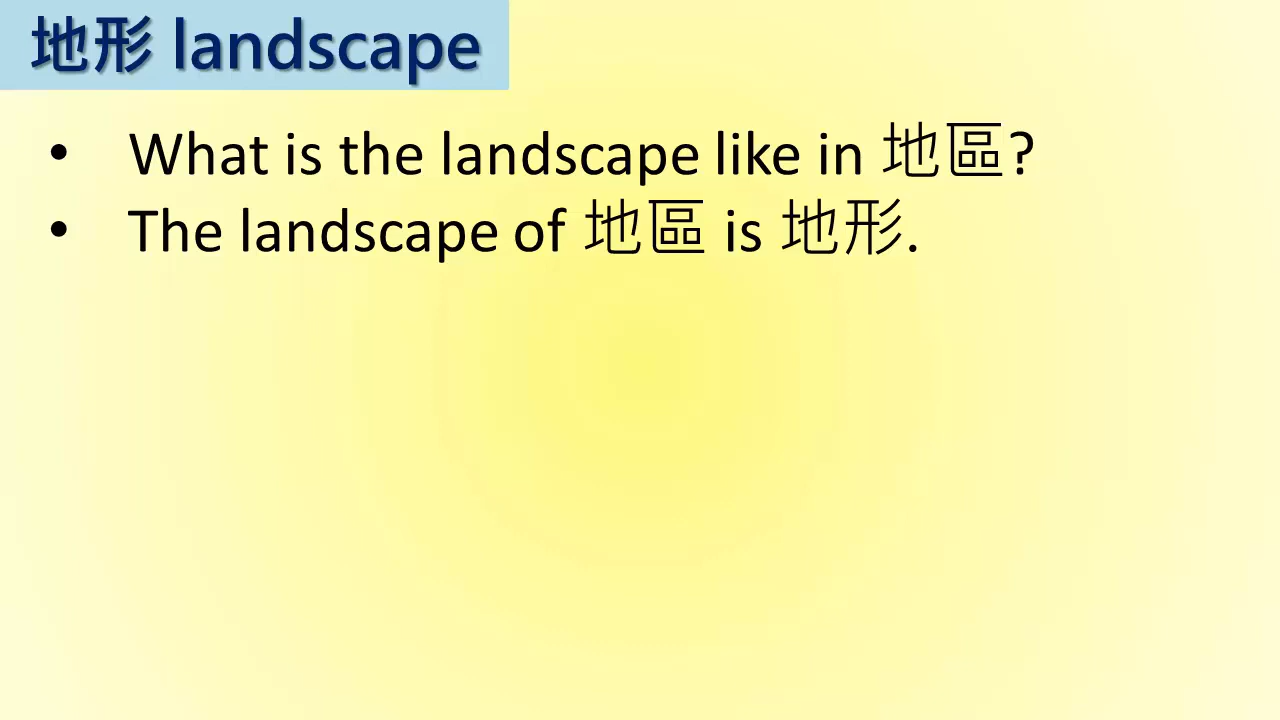 地形 landscape
• What is the landscape like in 地區?
• The landscape of 地區 is 地形.